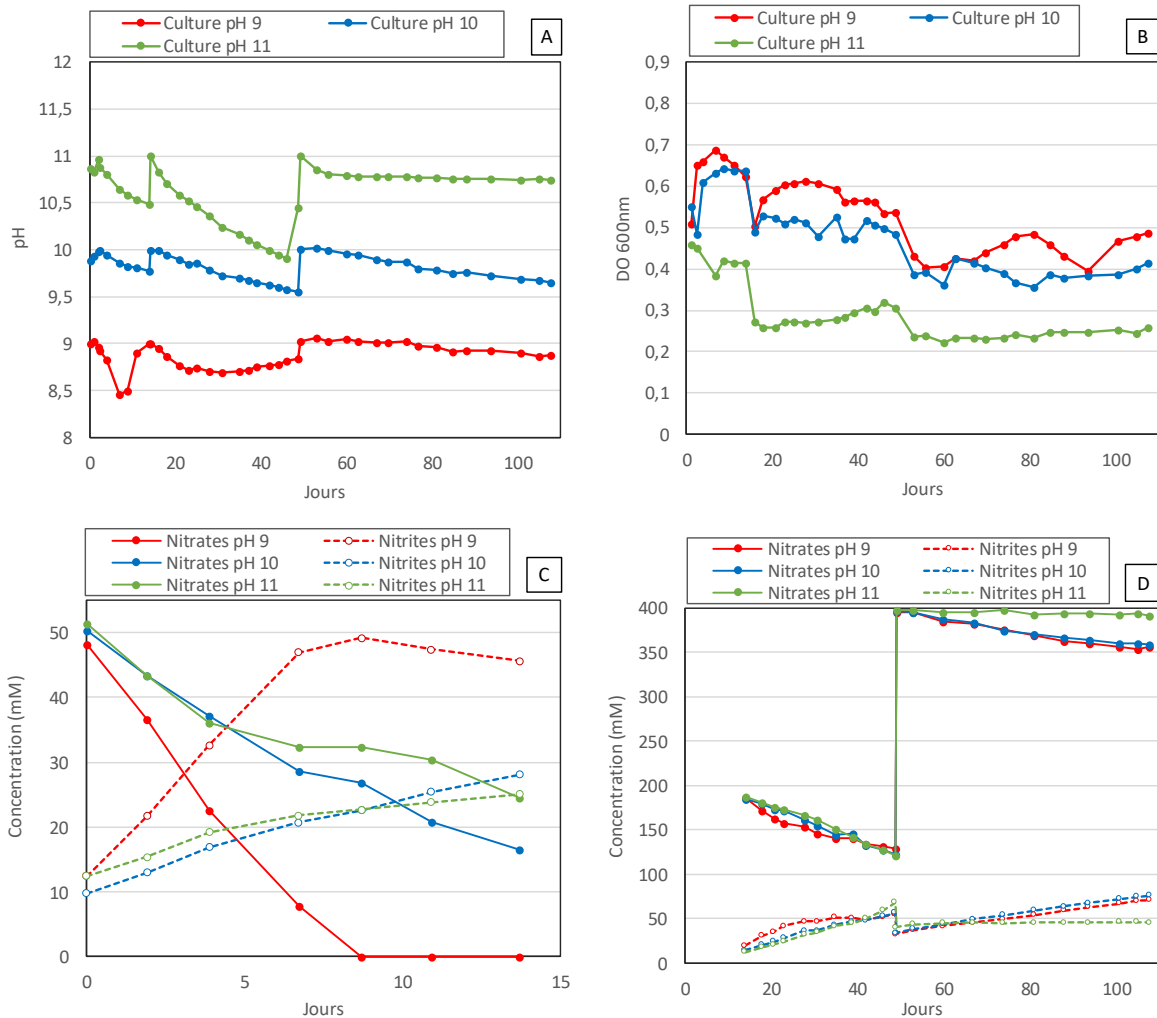 Culture pH 9 Culture pH 10
Culture pH 11
A
12
11,5
11
10,5
10
9,5
9
8,5
8
pH
0 20 40 60 80 100
Jours
Culture pH 9 Culture pH 10
Culture pH 11
B
0,9
0,8
0,7
0,6
0,5
0,4
0,3
0,2
0,1
0
DO 600nm
0 20 40 60 80 100
Jours
Nitrates pH 9 Nitrites pH 9
Nitrates pH 10 Nitrites pH 10
Nitrates pH 11 Nitrites pH 11
C
50
40
30
20
10
0
Concentration (mM)
0 5 10 15
Jours
Nitrates pH 9 Nitrites pH 9
Nitrates pH 10 Nitrites pH 10
Nitrates pH 11 Nitrites pH 11
D
400
350
300
250
200
150
100
50
0
Concentration (mM)
0 20 40 60 80 100
Jours